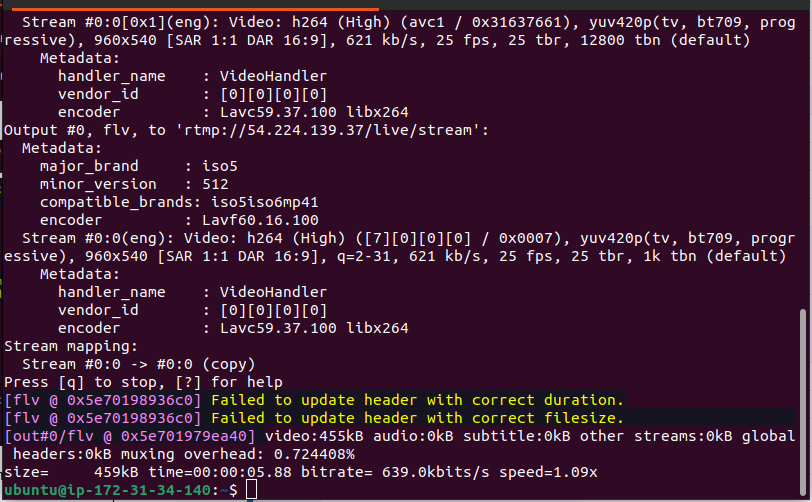 Stream #0:0[0x1](eng): Video: h264 (High) (avc1 / 0x31637661), yuv420p(tv, bt709, prog
ressive), 960x540 [SAR 1:1 DAR 16:9], 621 kb/s, 25 fps, 25 tbr, 12800 tbn (default)
    Metadata:
      handler_name    : VideoHandler
      vendor_id       : [0][0][0][0]
      encoder         : Lavc59.37.100 libx264
Output #0, flv, to 'rtmp://54.224.139.37/live/stream':
  Metadata:
    major_brand     : iso5
    minor_version   : 512
    compatible_brands: iso5iso6mp41
    encoder         : Lavf60.16.100
  Stream #0:0(eng): Video: h264 (High) ([7][0][0][0] / 0x0007), yuv420p(tv, bt709, progr
essive), 960x540 [SAR 1:1 DAR 16:9], q=2-31, 621 kb/s, 25 fps, 25 tbr, 1k tbn (default)
    Metadata:
      handler_name    : VideoHandler
      vendor_id       : [0][0][0][0]
      encoder         : Lavc59.37.100 libx264
Stream mapping:
  Stream #0:0 -> #0:0 (copy)
Press [q] to stop, [?] for help
[flv @ 0x5e70198936c0] Failed to update header with correct duration.
[flv @ 0x5e70198936c0] Failed to update header with correct filesize.
[out#0/flv @ 0x5e701979ea40] video:455kB audio:0kB subtitle:0kB other streams:0kB global
 headers:0kB muxing overhead: 0.724408%
size=     459kB time=00:00:05.88 bitrate= 639.0kbits/s speed=1.09x
ubuntu@ip-172-31-34-140:~$